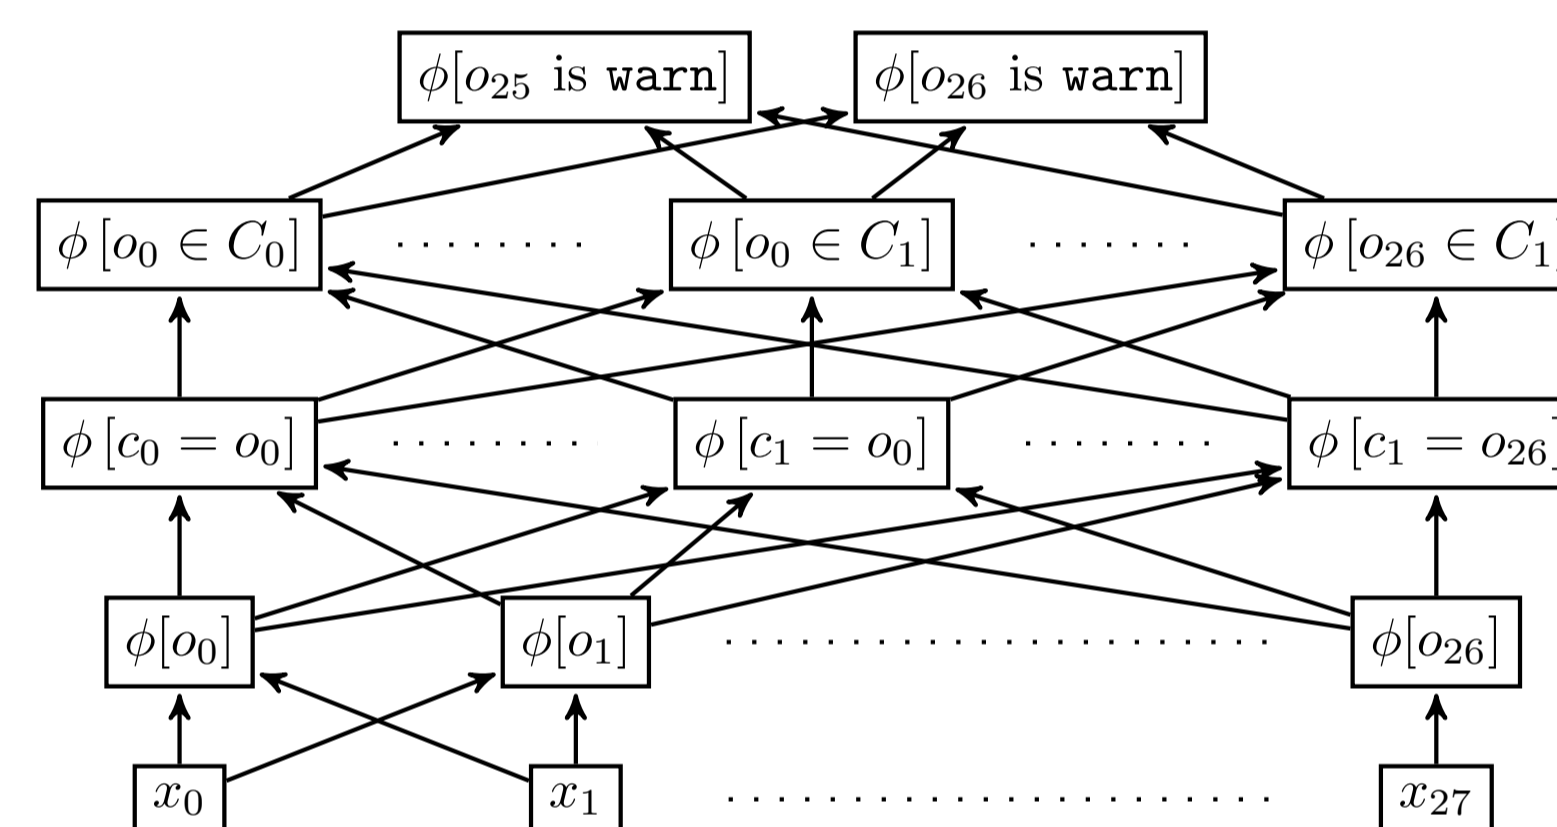 ϕ[o₂₅ is warn] ϕ[o₂₆ is warn]
ϕ [o₀ ∈ C₀] . . . . . . . . ϕ [o₀ ∈ C₁] . . . . . . . ϕ [o₂₆ ∈ C₁]
ϕ [c₀ = o₀] . . . . . . . . ϕ [c₁ = o₀] . . . . . . . . ϕ [c₁ = o₂₆]
ϕ[o₀] ϕ[o₁] . . . . . . . . . . . . . . . . . . . . . . ϕ[o₂₆]
x₀ x₁ . . . . . . . . . . . . . . . . . . . . . . x₂₇